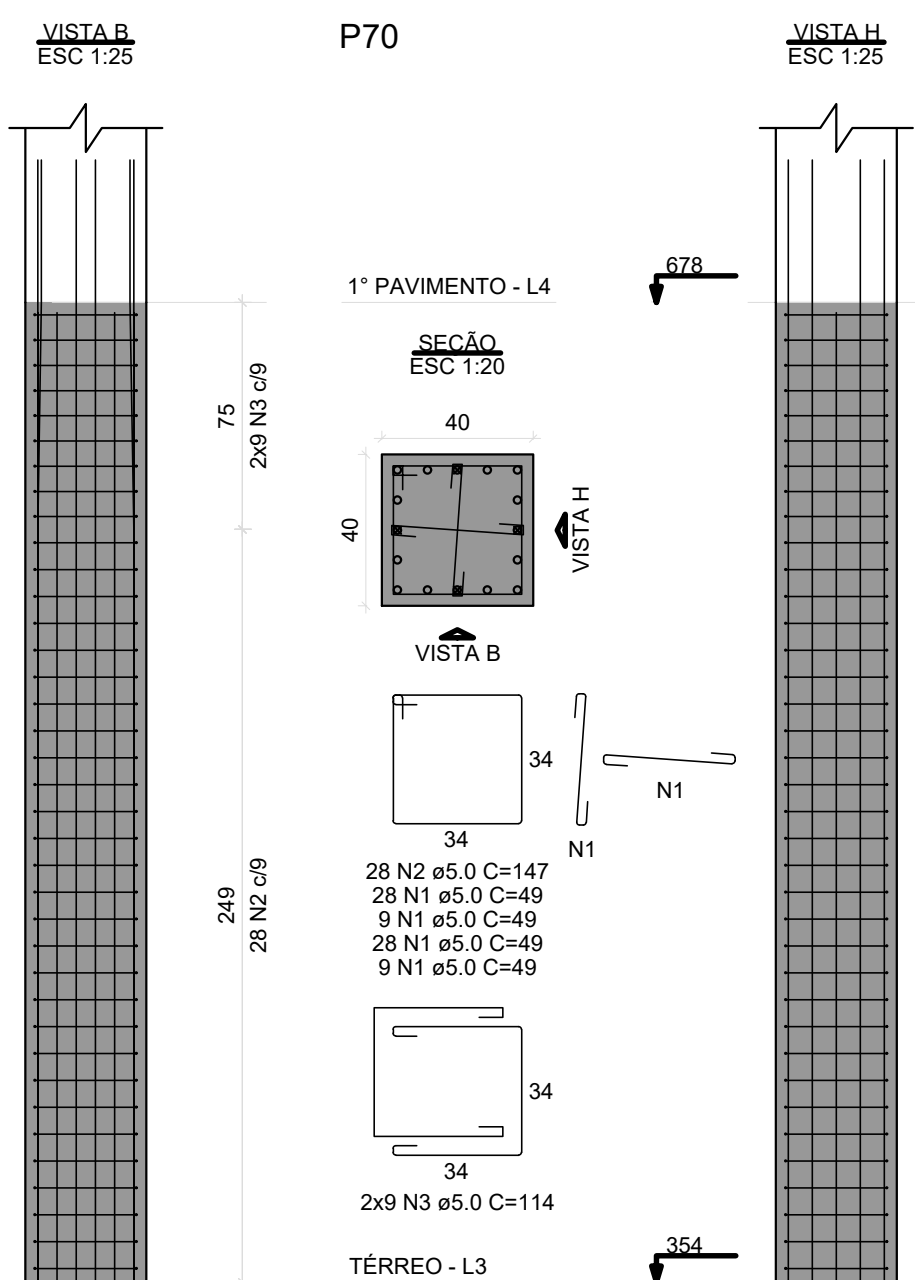 VISTA B
ESC 1:25
P70
VISTA H
ESC 1:25
1° PAVIMENTO - L4
678
SEÇÃO
ESC 1:20
75
2x9 N3 c/9
40
40
VISTA H
VISTA B
34
34
N1
N1
28 N2 ø5.0 C=147
28 N1 ø5.0 C=49
9 N1 ø5.0 C=49
28 N1 ø5.0 C=49
9 N1 ø5.0 C=49
249
28 N2 c/9
34
34
2x9 N3 ø5.0 C=114
TÉRREO - L3
354